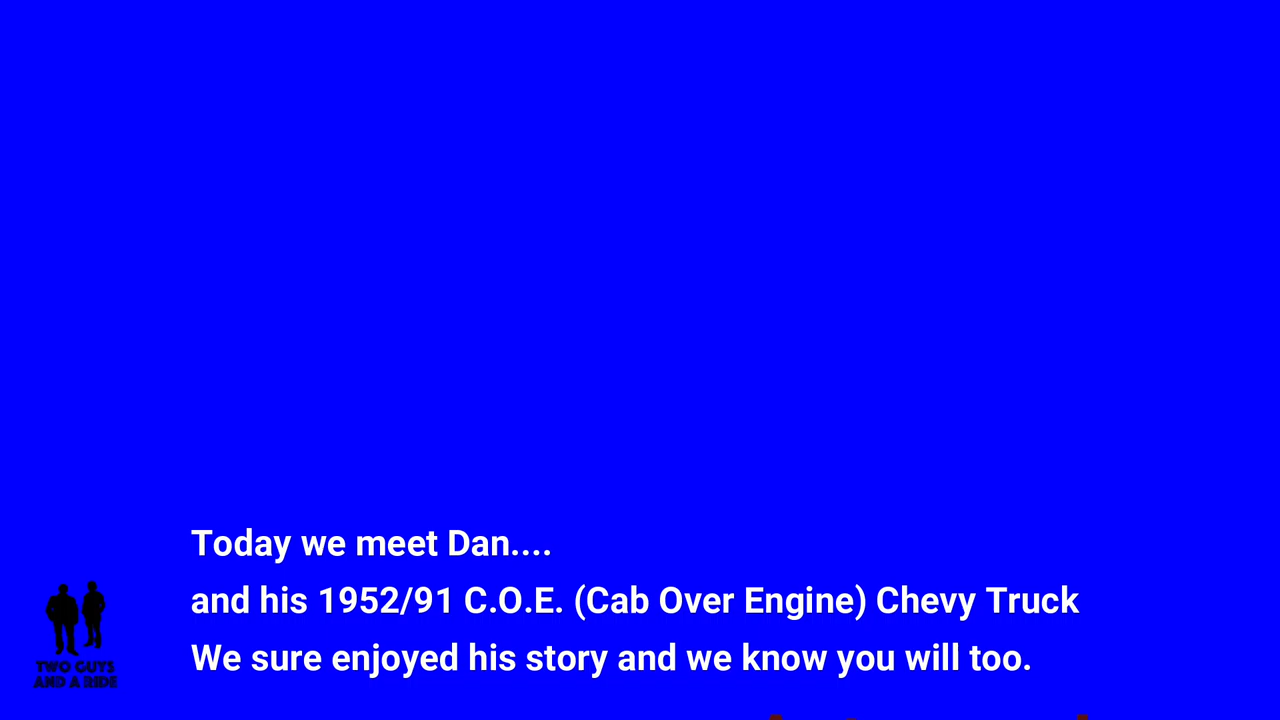 Today we meet Dan....
and his 1952/91 C.O.E. (Cab Over Engine) Chevy Truck
We sure enjoyed his story and we know you will too.
TWO GUYS
AND A RIDE